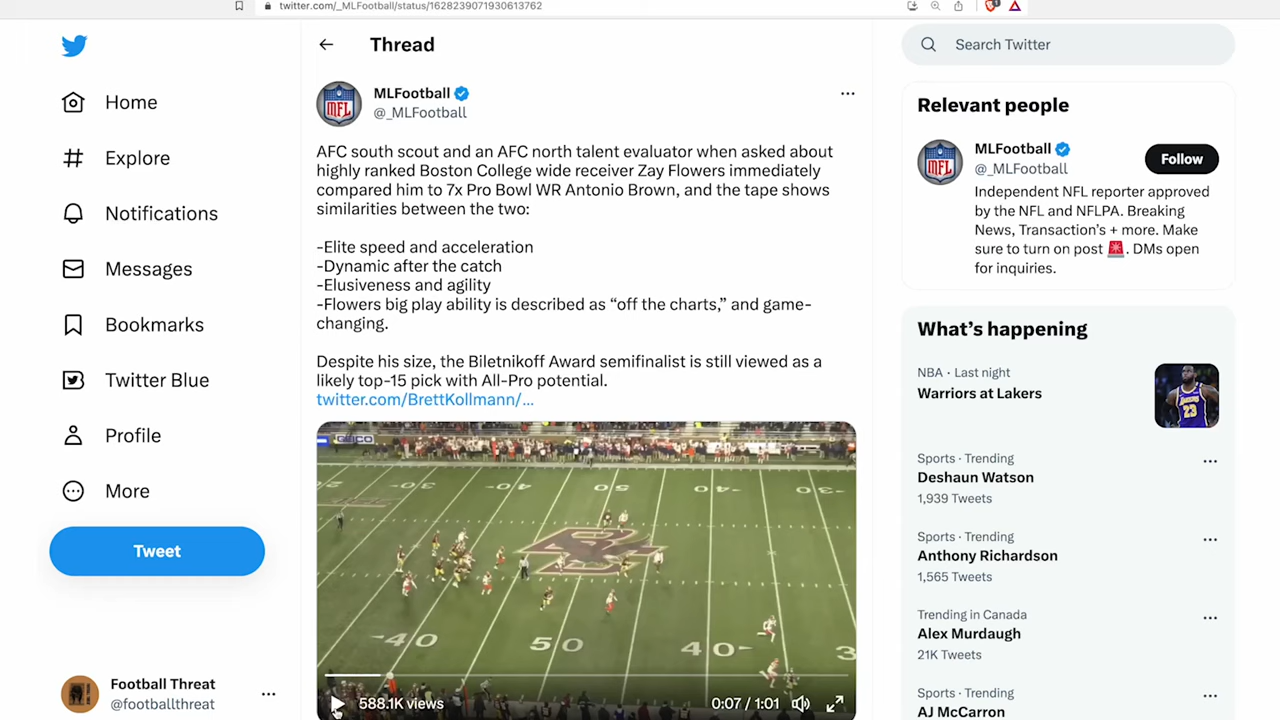 twitter.com/_MLFootball/status/1628239071930613762
Home
Explore
Notifications
Messages
Bookmarks
Twitter Blue
Profile
More
Tweet
Football Threat
@footballthreat
Thread
MFL
MLFootball
@_MLFootball
AFC south scout and an AFC north talent evaluator when asked about
highly ranked Boston College wide receiver Zay Flowers immediately
compared him to 7x Pro Bowl WR Antonio Brown, and the tape shows
similarities between the two:
-Elite speed and acceleration
-Dynamic after the catch
-Elusiveness and agility
-Flowers big play ability is described as “off the charts,” and game-
changing.
Despite his size, the Biletnikoff Award semifinalist is still viewed as a
likely top-15 pick with All-Pro potential.
twitter.com/BrettKollmann/...
GEICO
40 50 40 3
588.1K views
0:07 / 1:01
Search Twitter
Relevant people
MFL
MLFootball
@_MLFootball
Follow
Independent NFL reporter approved
by the NFL and NFLPA. Breaking
News, Transaction’s + more. Make
sure to turn on post 🚨. DMs open
for inquiries.
What’s happening
NBA · Last night
Warriors at Lakers
23
Sports · Trending
Deshaun Watson
1,939 Tweets
Sports · Trending
Anthony Richardson
1,565 Tweets
Trending in Canada
Alex Murdaugh
21K Tweets
Sports · Trending
AJ McCarron